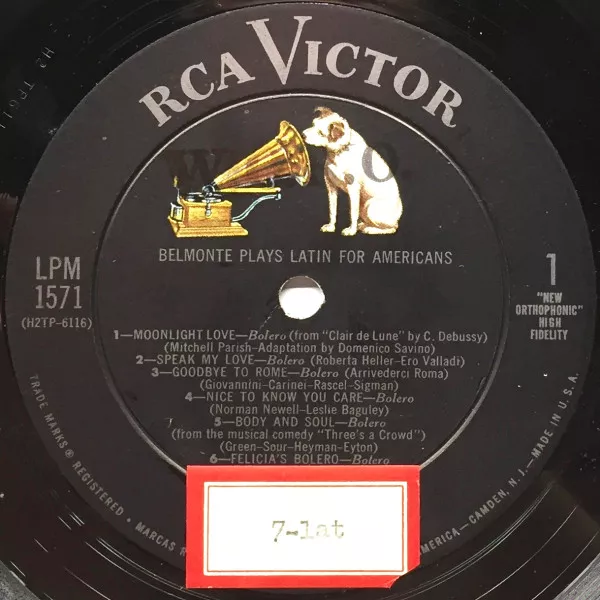 RCA VICTOR
BELMONTE PLAYS LATIN FOR AMERICANS
LPM
1571
(H2TP-6116)
1
"NEW
ORTHOPHONIC"
HIGH
FIDELITY
1—MOONLIGHT LOVE—Bolero (from "Clair de Lune" by C. Debussy)
(Mitchell Parish-Adaptation by Domenico Savino)
2—SPEAK MY LOVE—Bolero (Roberta Heller-Ero Valladi)
3—GOODBYE TO ROME—Bolero (Arrivederci Roma)
(Giovannini-Carinei-Rascel-Sigman)
4—NICE TO KNOW YOU CARE—Bolero
(Norman Newell-Leslie Baguley)
5—BODY AND SOUL—Bolero
(from the musical comedy "Three's a Crowd")
(Green-Sour-Heyman-Eyton)
6—FELICIA'S BOLERO—Bolero
7-lat
TRADE MARKS ® REGISTERED • MARCAS R
MERICA—CAMDEN, N. J.—MADE IN U. S. A.